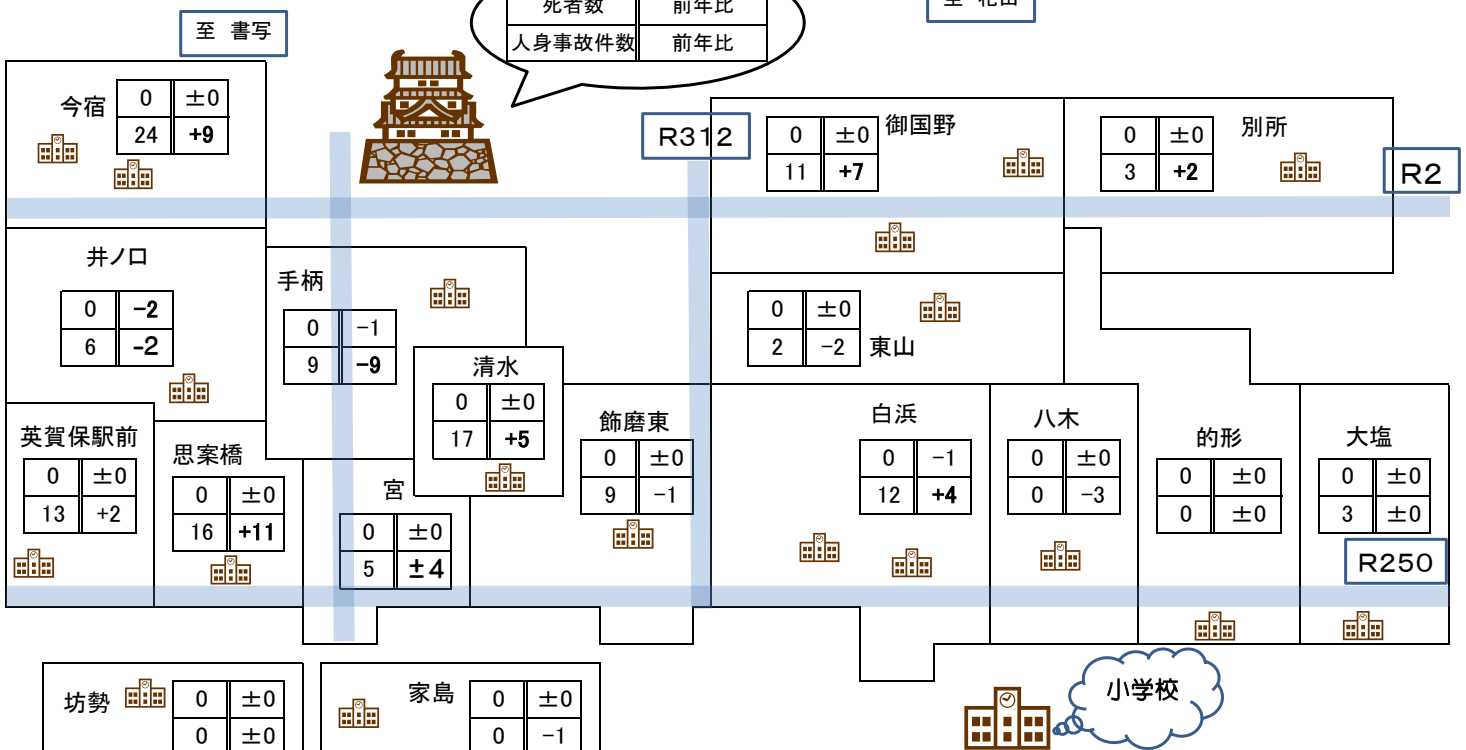 死者数 前年比
人身事故件数 前年比
至 書写
今宿
0 ±0
24 +9
R312
御国野
0 ±0
11 +7
別所
0 ±0
3 +2
R2
井ノ口
0 -2
6 -2
手柄
0 -1
9 -9
清水
0 ±0
17 +5
東山
0 ±0
2 -2
英賀保駅前
0 ±0
13 +2
思案橋
0 ±0
16 +11
宮
0 ±0
5 ±4
飾磨東
0 ±0
9 -1
白浜
0 -1
12 +4
八木
0 ±0
0 -3
的形
0 ±0
0 ±0
大塩
0 ±0
3 ±0
R250
坊勢
0 ±0
0 ±0
家島
0 ±0
0 -1
小学校